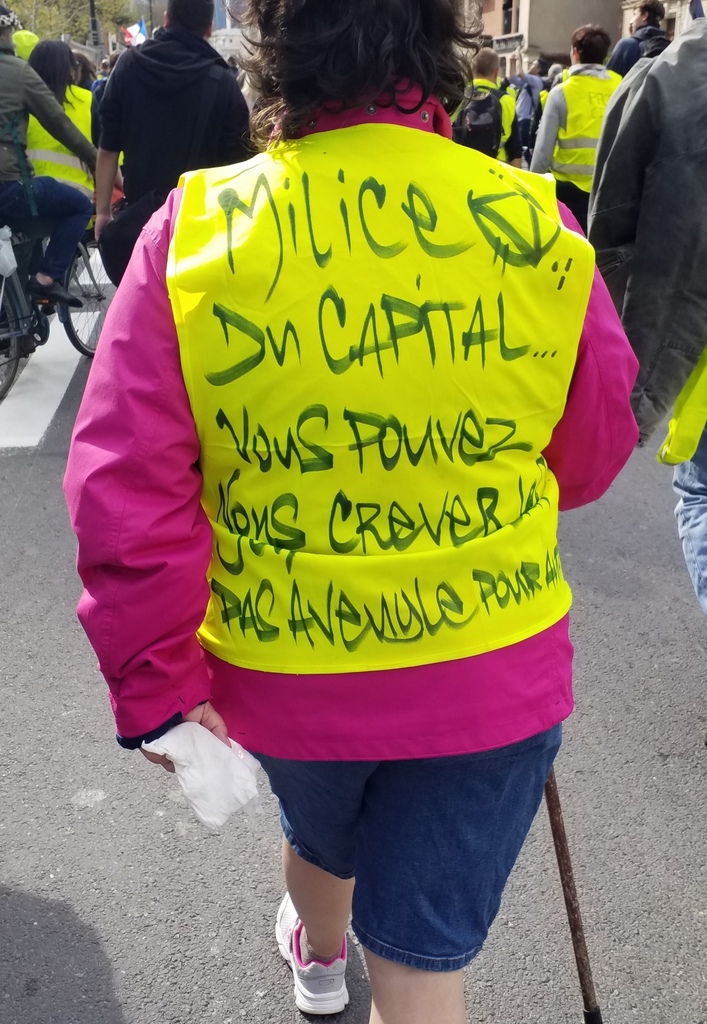 MiLiCe
Du CAPITAL...
Vous Pouvez
Nous CREVER
PAS AVeugle POUR